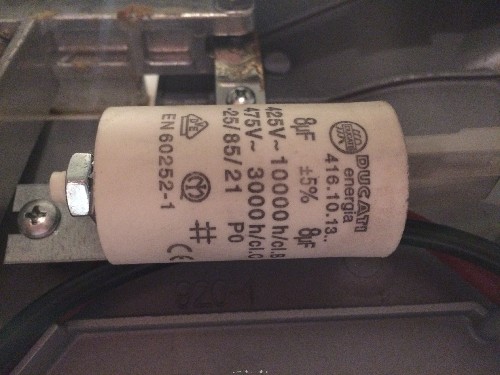 DUCATI
energia
416.10.13..
8µF ±5% 8µF
425V~ 10000 h/cl.B
475V~ 3000 h/cl.C
-25/85/21 P0
EN 60252-1
CE